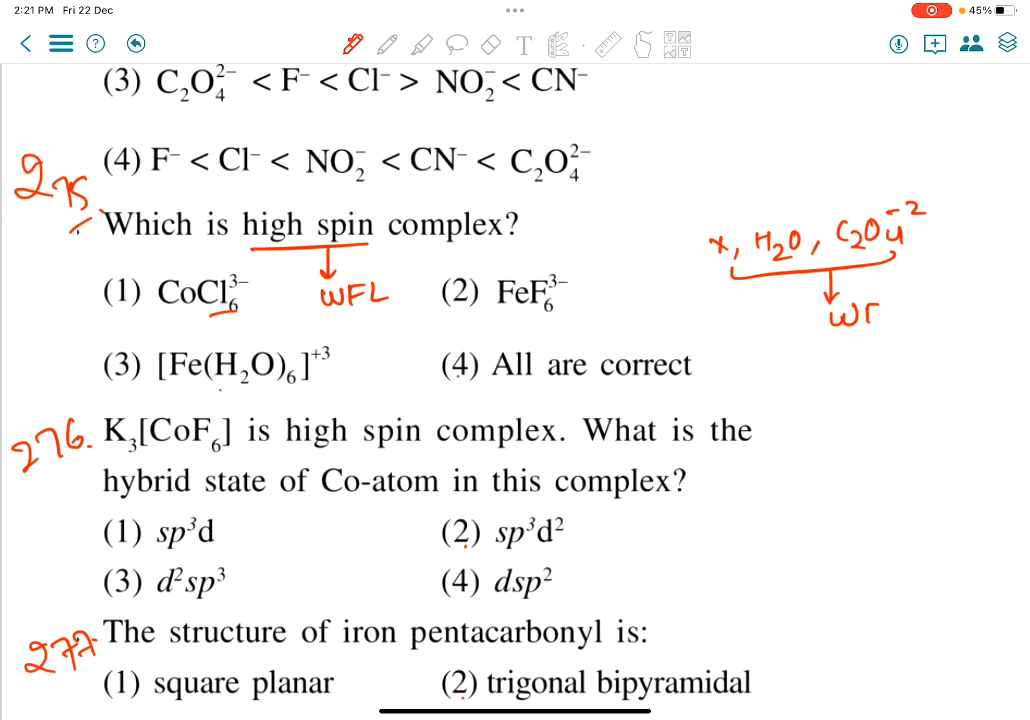 2:21 PM Fri 22 Dec
45%
T
(3) C₂O₄²⁻ < F⁻ < Cl⁻ > NO₂⁻ < CN⁻
(4) F⁻ < Cl⁻ < NO₂⁻ < CN⁻ < C₂O₄²⁻
275. Which is high spin complex?
x, H₂O, C₂O₄⁻²
(1) CoCl₆³⁻ WFL (2) FeF₆³⁻
(3) [Fe(H₂O)₆]⁺³ (4) All are correct
276. K₃[CoF₆] is high spin complex. What is the
hybrid state of Co-atom in this complex?
(1) sp³d (2) sp³d²
(3) d²sp³ (4) dsp²
277. The structure of iron pentacarbonyl is:
(1) square planar (2) trigonal bipyramidal